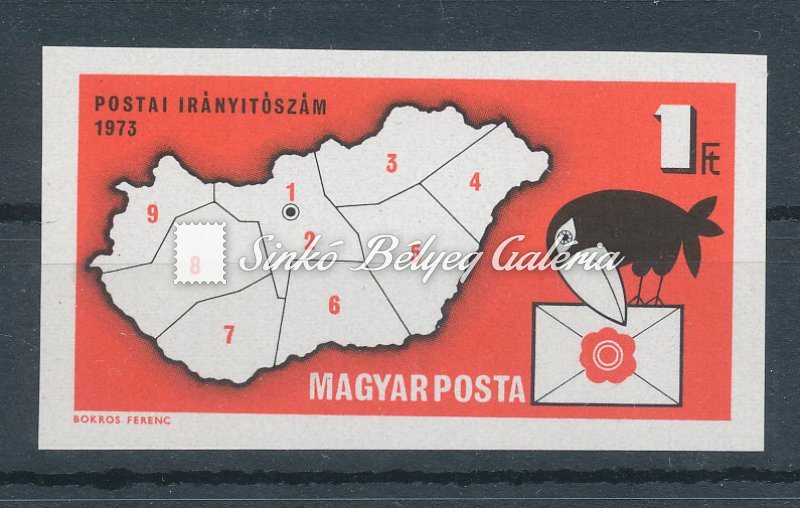 POSTAI IRÁNYITÓSZÁM
1973
1 Ft
3
4
1
9
2
5
8
Sinkó Bélyeg Galéria
6
7
MAGYAR POSTA
BOKROS FERENC